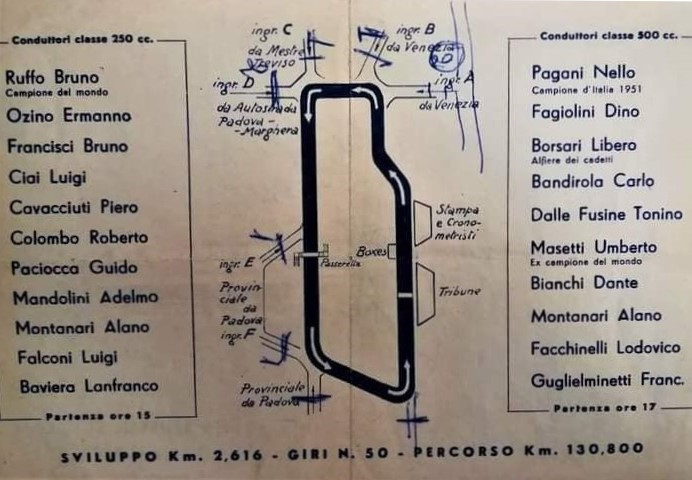 Conduttori classe 250 cc.
Ruffo Bruno
Campione del mondo
Ozino Ermanno
Francisci Bruno
Ciai Luigi
Cavacciuti Piero
Colombo Roberto
Paciocca Guido
Mandolini Adelmo
Montanari Alano
Falconi Luigi
Baviera Lanfranco
Partenza ore 15
ingr. C
da Mestre
Treviso
ingr. B
da Venezia
ingr. A
da Venezia
ingr. D
da Autostrada
Padova -
- Marghera
Stampa
e Crono-
metristi
Boxes
Passerella
Tribune
ingr. E
Provin-
ciale
da
Padova
ingr. F
Provinciale
da Padova
Conduttori classe 500 cc.
Pagani Nello
Campione d'Italia 1951
Fagiolini Dino
Borsari Libero
Alfiere dei cadetti
Bandirola Carlo
Dalle Fusine Tonino
Masetti Umberto
Ex campione del mondo
Bianchi Dante
Montanari Alano
Facchinelli Lodovico
Guglielminetti Franc.
Partenza ore 17
SVILUPPO Km. 2,616 - GIRI N. 50 - PERCORSO Km. 130,800